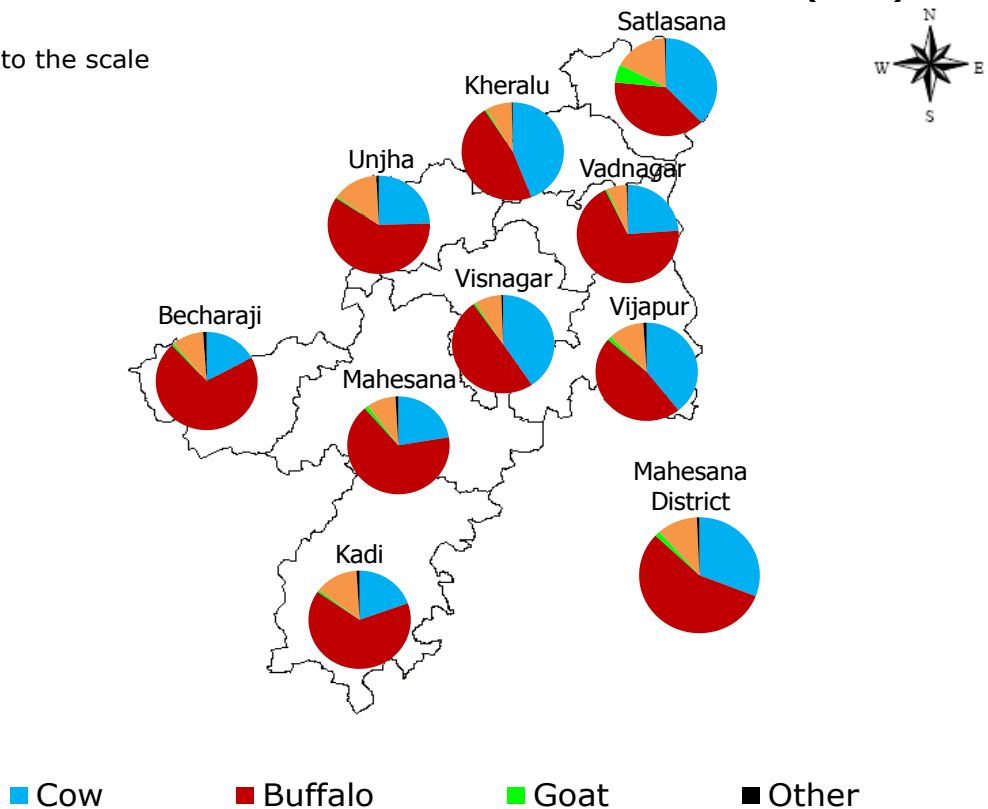 Satlasana
N
to the scale
W
E
Kheralu
S
Unjha
Vadnagar
Visnagar
Becharaji
Vijapur
Mahesana
Mahesana
District
Kadi
Cow
Buffalo
Goat
Other